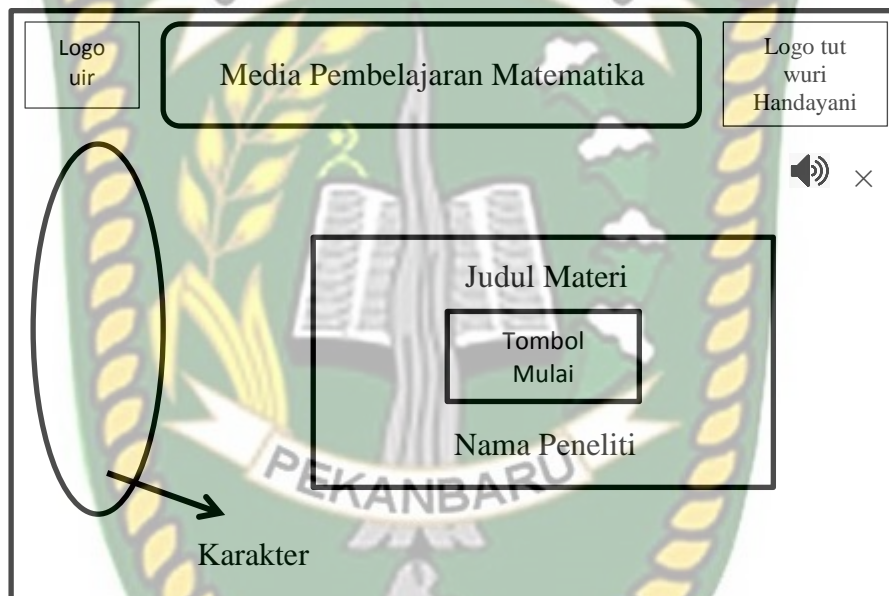 Logo
uir
Media Pembelajaran Matematika
Logo tut
wuri
Handayani
Judul Materi
Tombol
Mulai
Nama Peneliti
PEKANBARU
Karakter